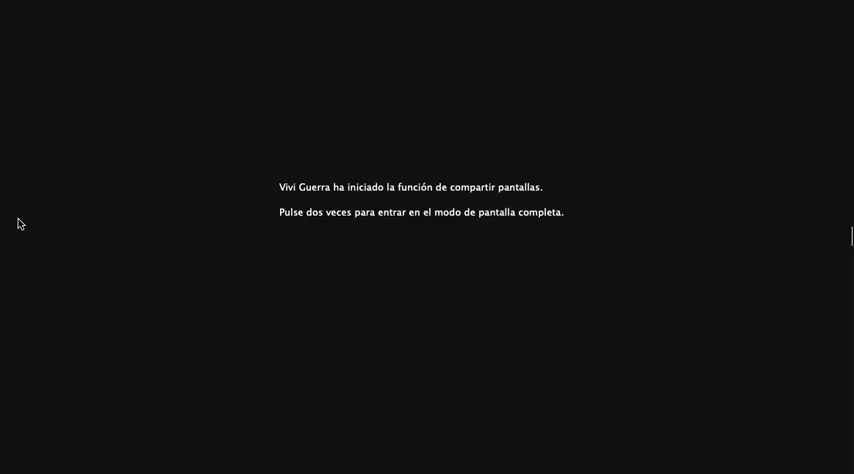 Vivi Guerra ha iniciado la función de compartir pantallas.
Pulse dos veces para entrar en el modo de pantalla completa.